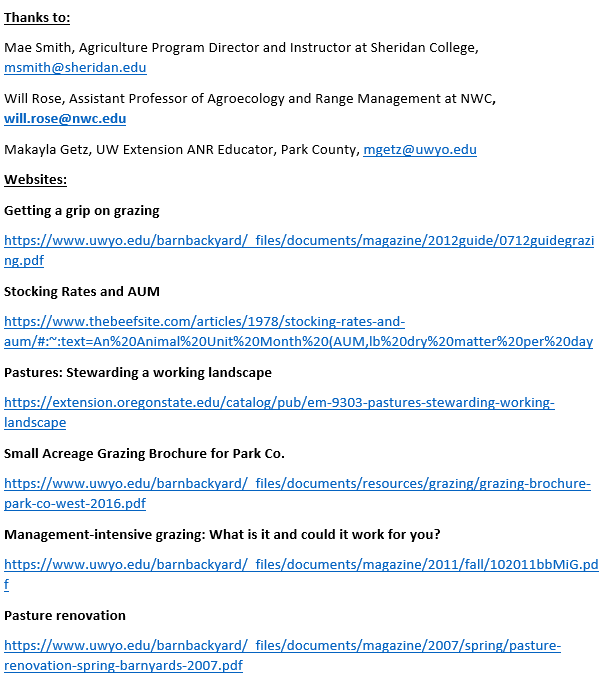 Thanks to:
Mae Smith, Agriculture Program Director and Instructor at Sheridan College,
msmith@sheridan.edu
Will Rose, Assistant Professor of Agroecology and Range Management at NWC,
will.rose@nwc.edu
Makayla Getz, UW Extension ANR Educator, Park County, mgetz@uwyo.edu
Websites:
Getting a grip on grazing
https://www.uwyo.edu/barnbackyard/_files/documents/magazine/2012guide/0712guidegrazi
ng.pdf
Stocking Rates and AUM
https://www.thebeefsite.com/articles/1978/stocking-rates-and-
aum/#:~:text=An%20Animal%20Unit%20Month%20(AUM,lb%20dry%20matter%20per%20day
Pastures: Stewarding a working landscape
https://extension.oregonstate.edu/catalog/pub/em-9303-pastures-stewarding-working-
landscape
Small Acreage Grazing Brochure for Park Co.
https://www.uwyo.edu/barnbackyard/_files/documents/resources/grazing/grazing-brochure-
park-co-west-2016.pdf
Management-intensive grazing: What is it and could it work for you?
https://www.uwyo.edu/barnbackyard/_files/documents/magazine/2011/fall/102011bbMiG.pd
f
Pasture renovation
https://www.uwyo.edu/barnbackyard/_files/documents/magazine/2007/spring/pasture-
renovation-spring-barnyards-2007.pdf